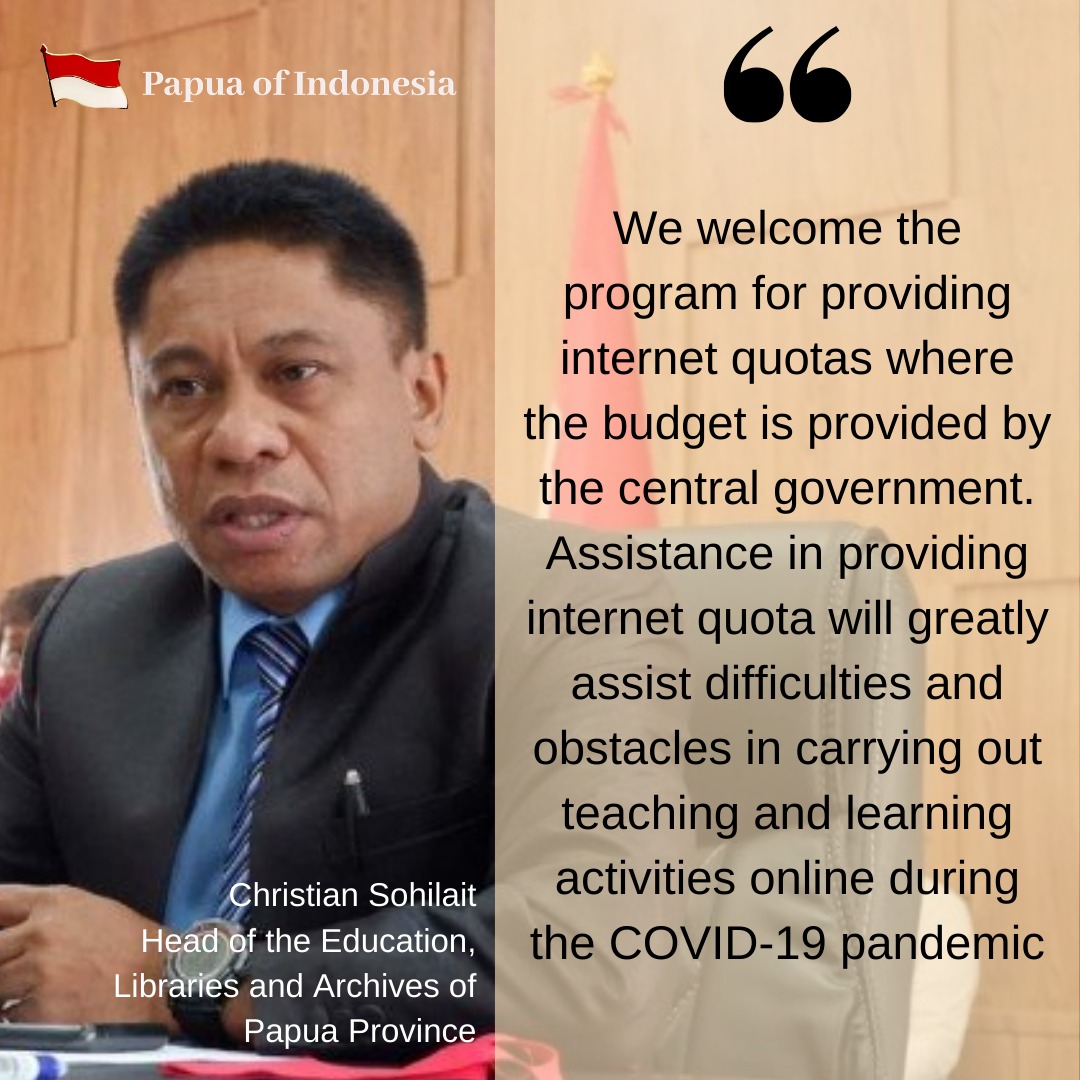 Papua of Indonesia
“
We welcome the
program for providing
internet quotas where
the budget is provided by
the central government.
Assistance in providing
internet quota will greatly
assist difficulties and
obstacles in carrying out
teaching and learning
activities online during
the COVID-19 pandemic
Christian Sohilait
Head of the Education,
Libraries and Archives of
Papua Province